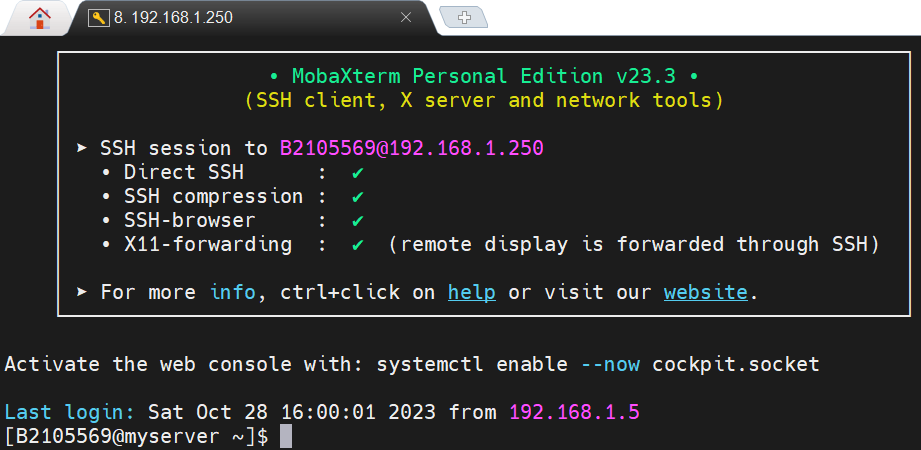 8. 192.168.1.250
• MobaXterm Personal Edition v23.3 •
(SSH client, X server and network tools)
➤ SSH session to B2105569@192.168.1.250
• Direct SSH : ✔
• SSH compression : ✔
• SSH-browser : ✔
• X11-forwarding : ✔ (remote display is forwarded through SSH)
➤ For more info, ctrl+click on help or visit our website.
Activate the web console with: systemctl enable --now cockpit.socket
Last login: Sat Oct 28 16:00:01 2023 from 192.168.1.5
[B2105569@myserver ~]$